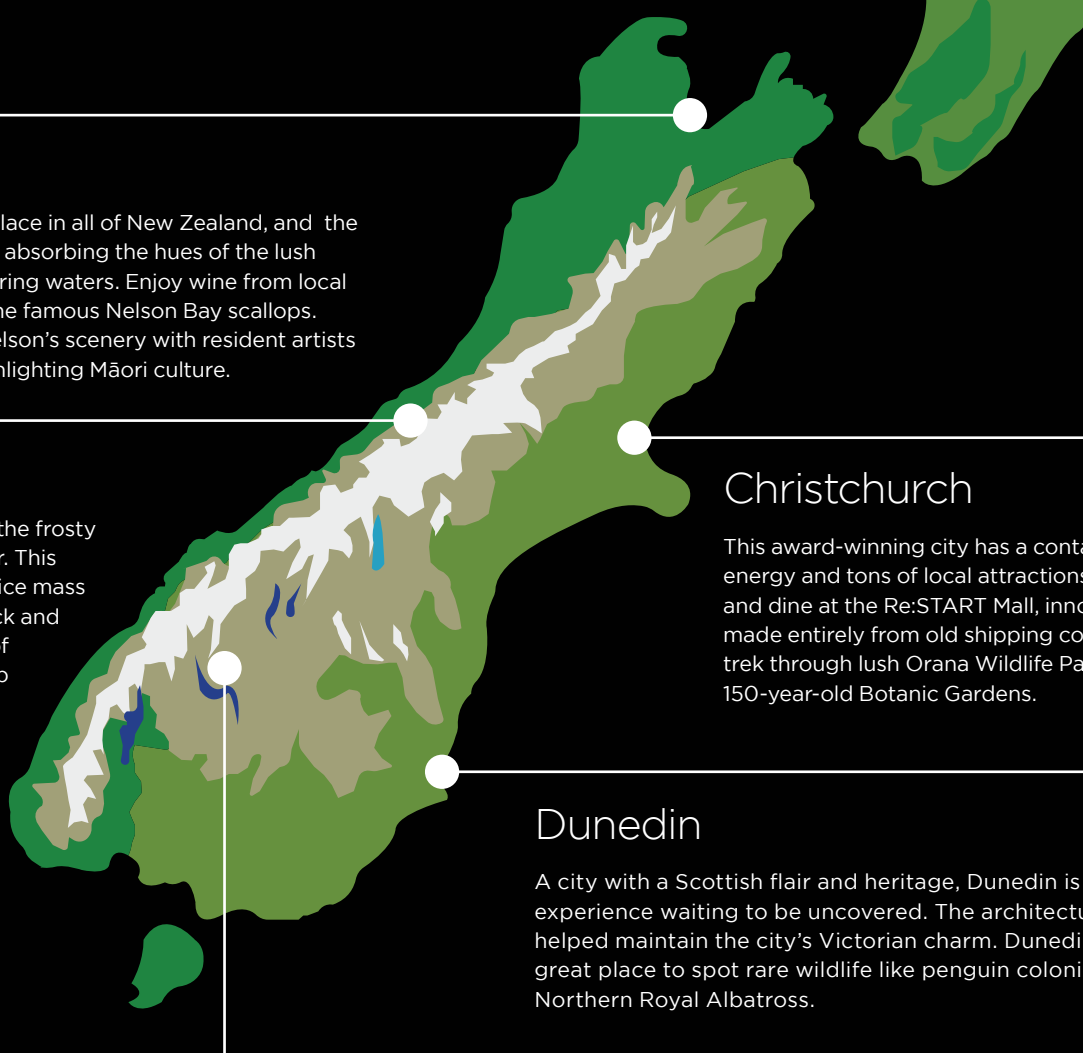 lace in all of New Zealand, and the
absorbing the hues of the lush
ring waters. Enjoy wine from local
ne famous Nelson Bay scallops.
elson's scenery with resident artists
hlighting Māori culture.
the frosty
r. This
ice mass
ck and
of
o
Christchurch
This award-winning city has a conta
energy and tons of local attractions
and dine at the Re:START Mall, inno
made entirely from old shipping co
trek through lush Orana Wildlife Pa
150-year-old Botanic Gardens.
Dunedin
A city with a Scottish flair and heritage, Dunedin is
experience waiting to be uncovered. The architectu
helped maintain the city's Victorian charm. Dunedi
great place to spot rare wildlife like penguin coloni
Northern Royal Albatross.